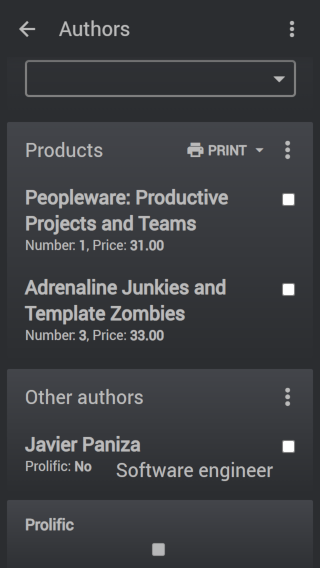 Authors
Products
PRINT
Peopleware: Productive
Projects and Teams
Number: 1, Price: 31.00
Adrenaline Junkies and
Template Zombies
Number: 3, Price: 33.00
Other authors
Javier Paniza
Prolific: No
Software engineer
Prolific